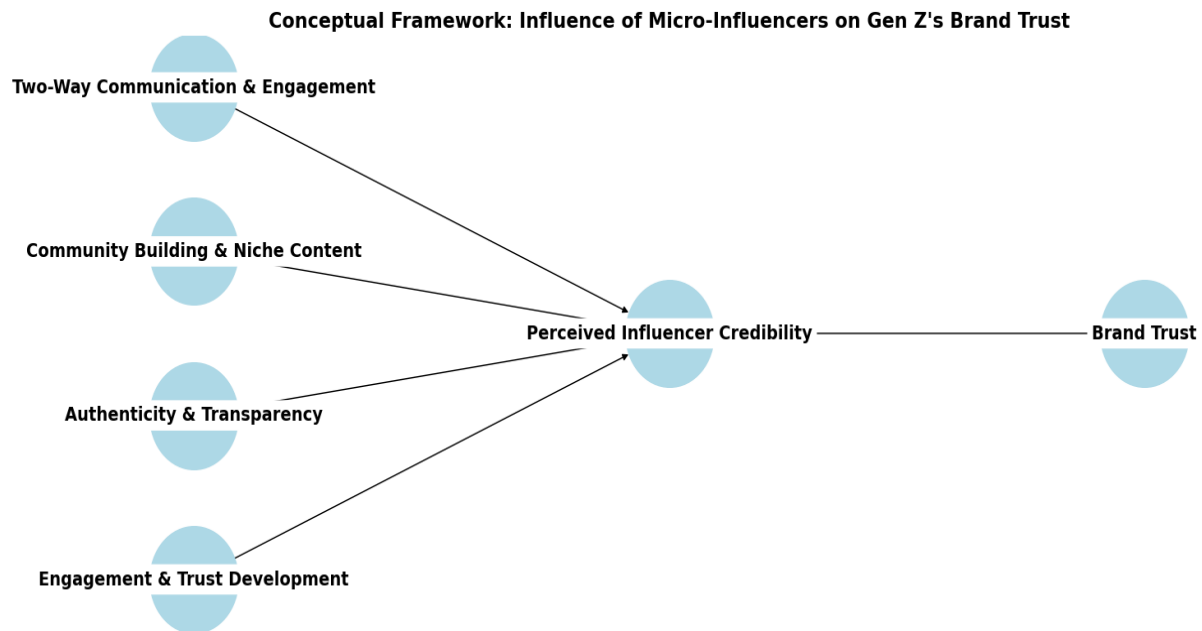 Conceptual Framework: Influence of Micro-Influencers on Gen Z's Brand Trust
Two-Way Communication & Engagement
Community Building & Niche Content
Perceived Influencer Credibility
Brand Trust
Authenticity & Transparency
Engagement & Trust Development